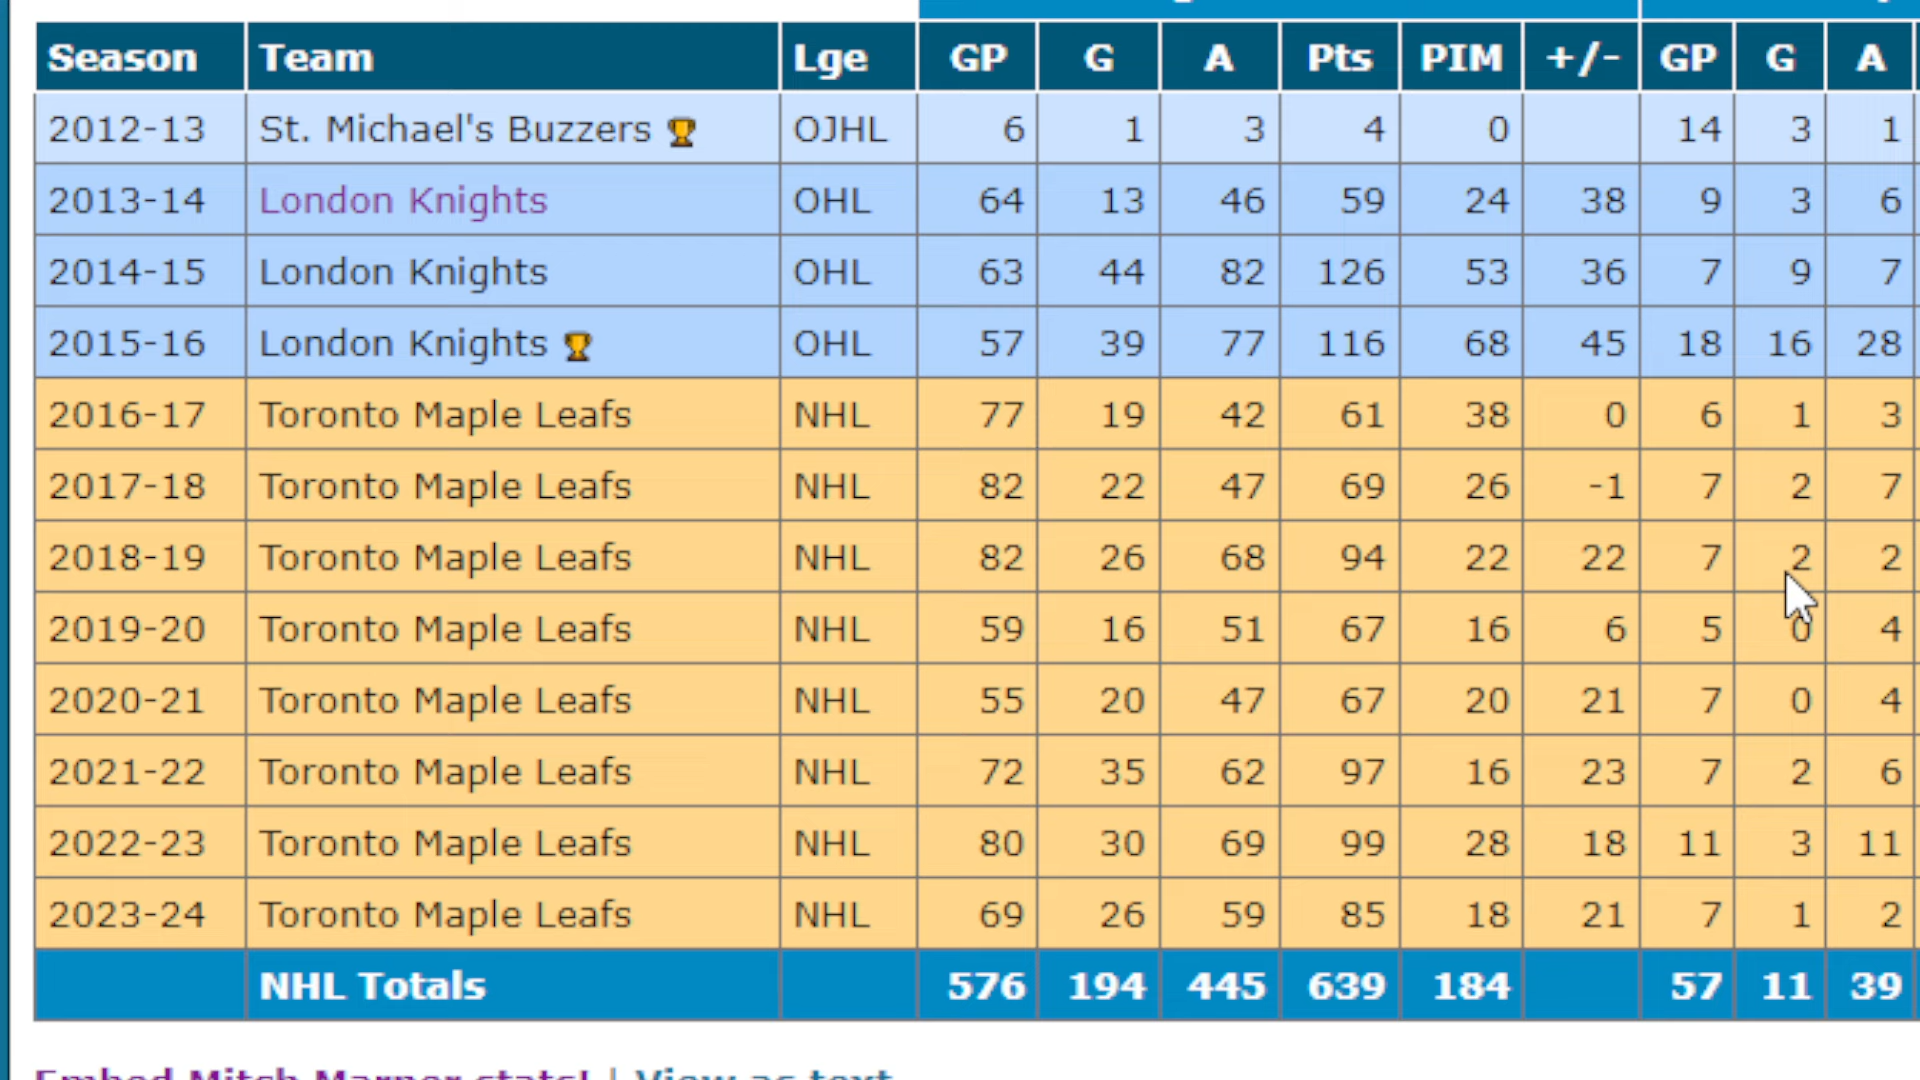 Season Team Lge GP G A Pts PIM +/- GP G A
2012-13 St. Michael's Buzzers OJHL 6 1 3 4 0 14 3 1
2013-14 London Knights OHL 64 13 46 59 24 38 9 3 6
2014-15 London Knights OHL 63 44 82 126 53 36 7 9 7
2015-16 London Knights OHL 57 39 77 116 68 45 18 16 28
2016-17 Toronto Maple Leafs NHL 77 19 42 61 38 0 6 1 3
2017-18 Toronto Maple Leafs NHL 82 22 47 69 26 -1 7 2 7
2018-19 Toronto Maple Leafs NHL 82 26 68 94 22 22 7 2 2
2019-20 Toronto Maple Leafs NHL 59 16 51 67 16 6 5 0 4
2020-21 Toronto Maple Leafs NHL 55 20 47 67 20 21 7 0 4
2021-22 Toronto Maple Leafs NHL 72 35 62 97 16 23 7 2 6
2022-23 Toronto Maple Leafs NHL 80 30 69 99 28 18 11 3 11
2023-24 Toronto Maple Leafs NHL 69 26 59 85 18 21 7 1 2
NHL Totals 576 194 445 639 184 57 11 39
Embed Mitch Marner stats! | View as text